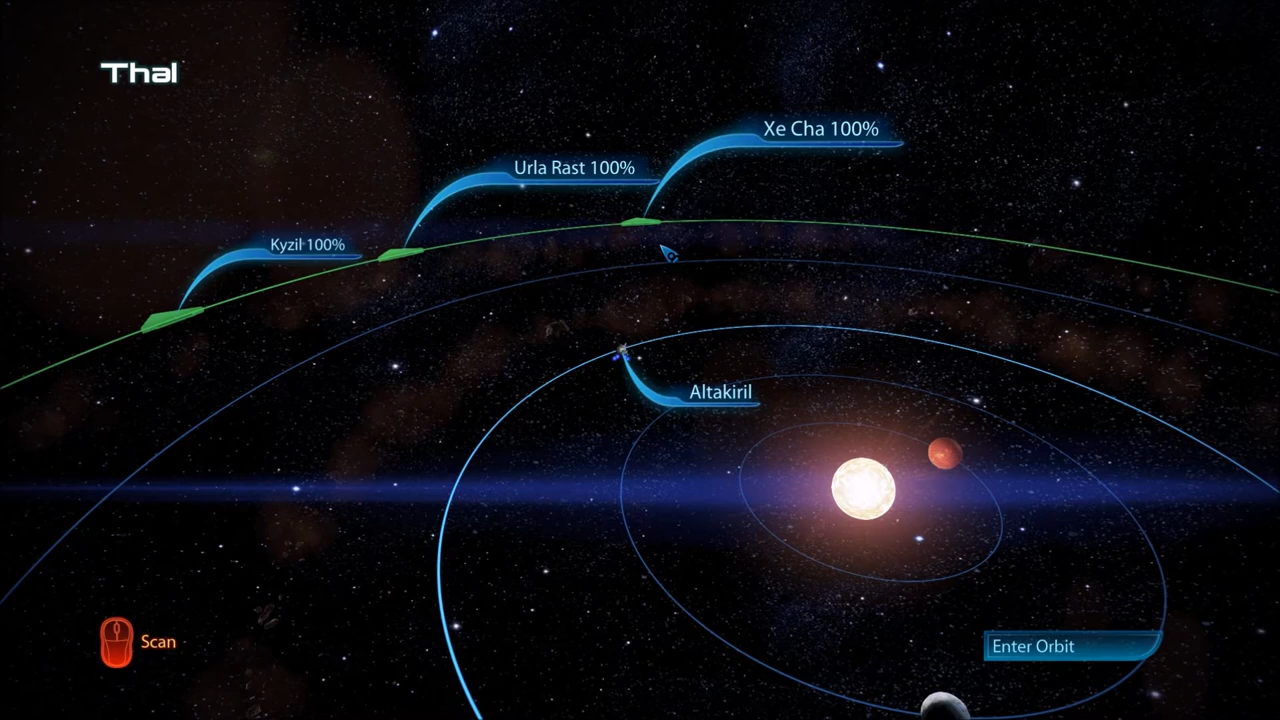 Thal
Xe Cha 100%
Urla Rast 100%
Kyzil 100%
Altakiril
Scan
Enter Orbit